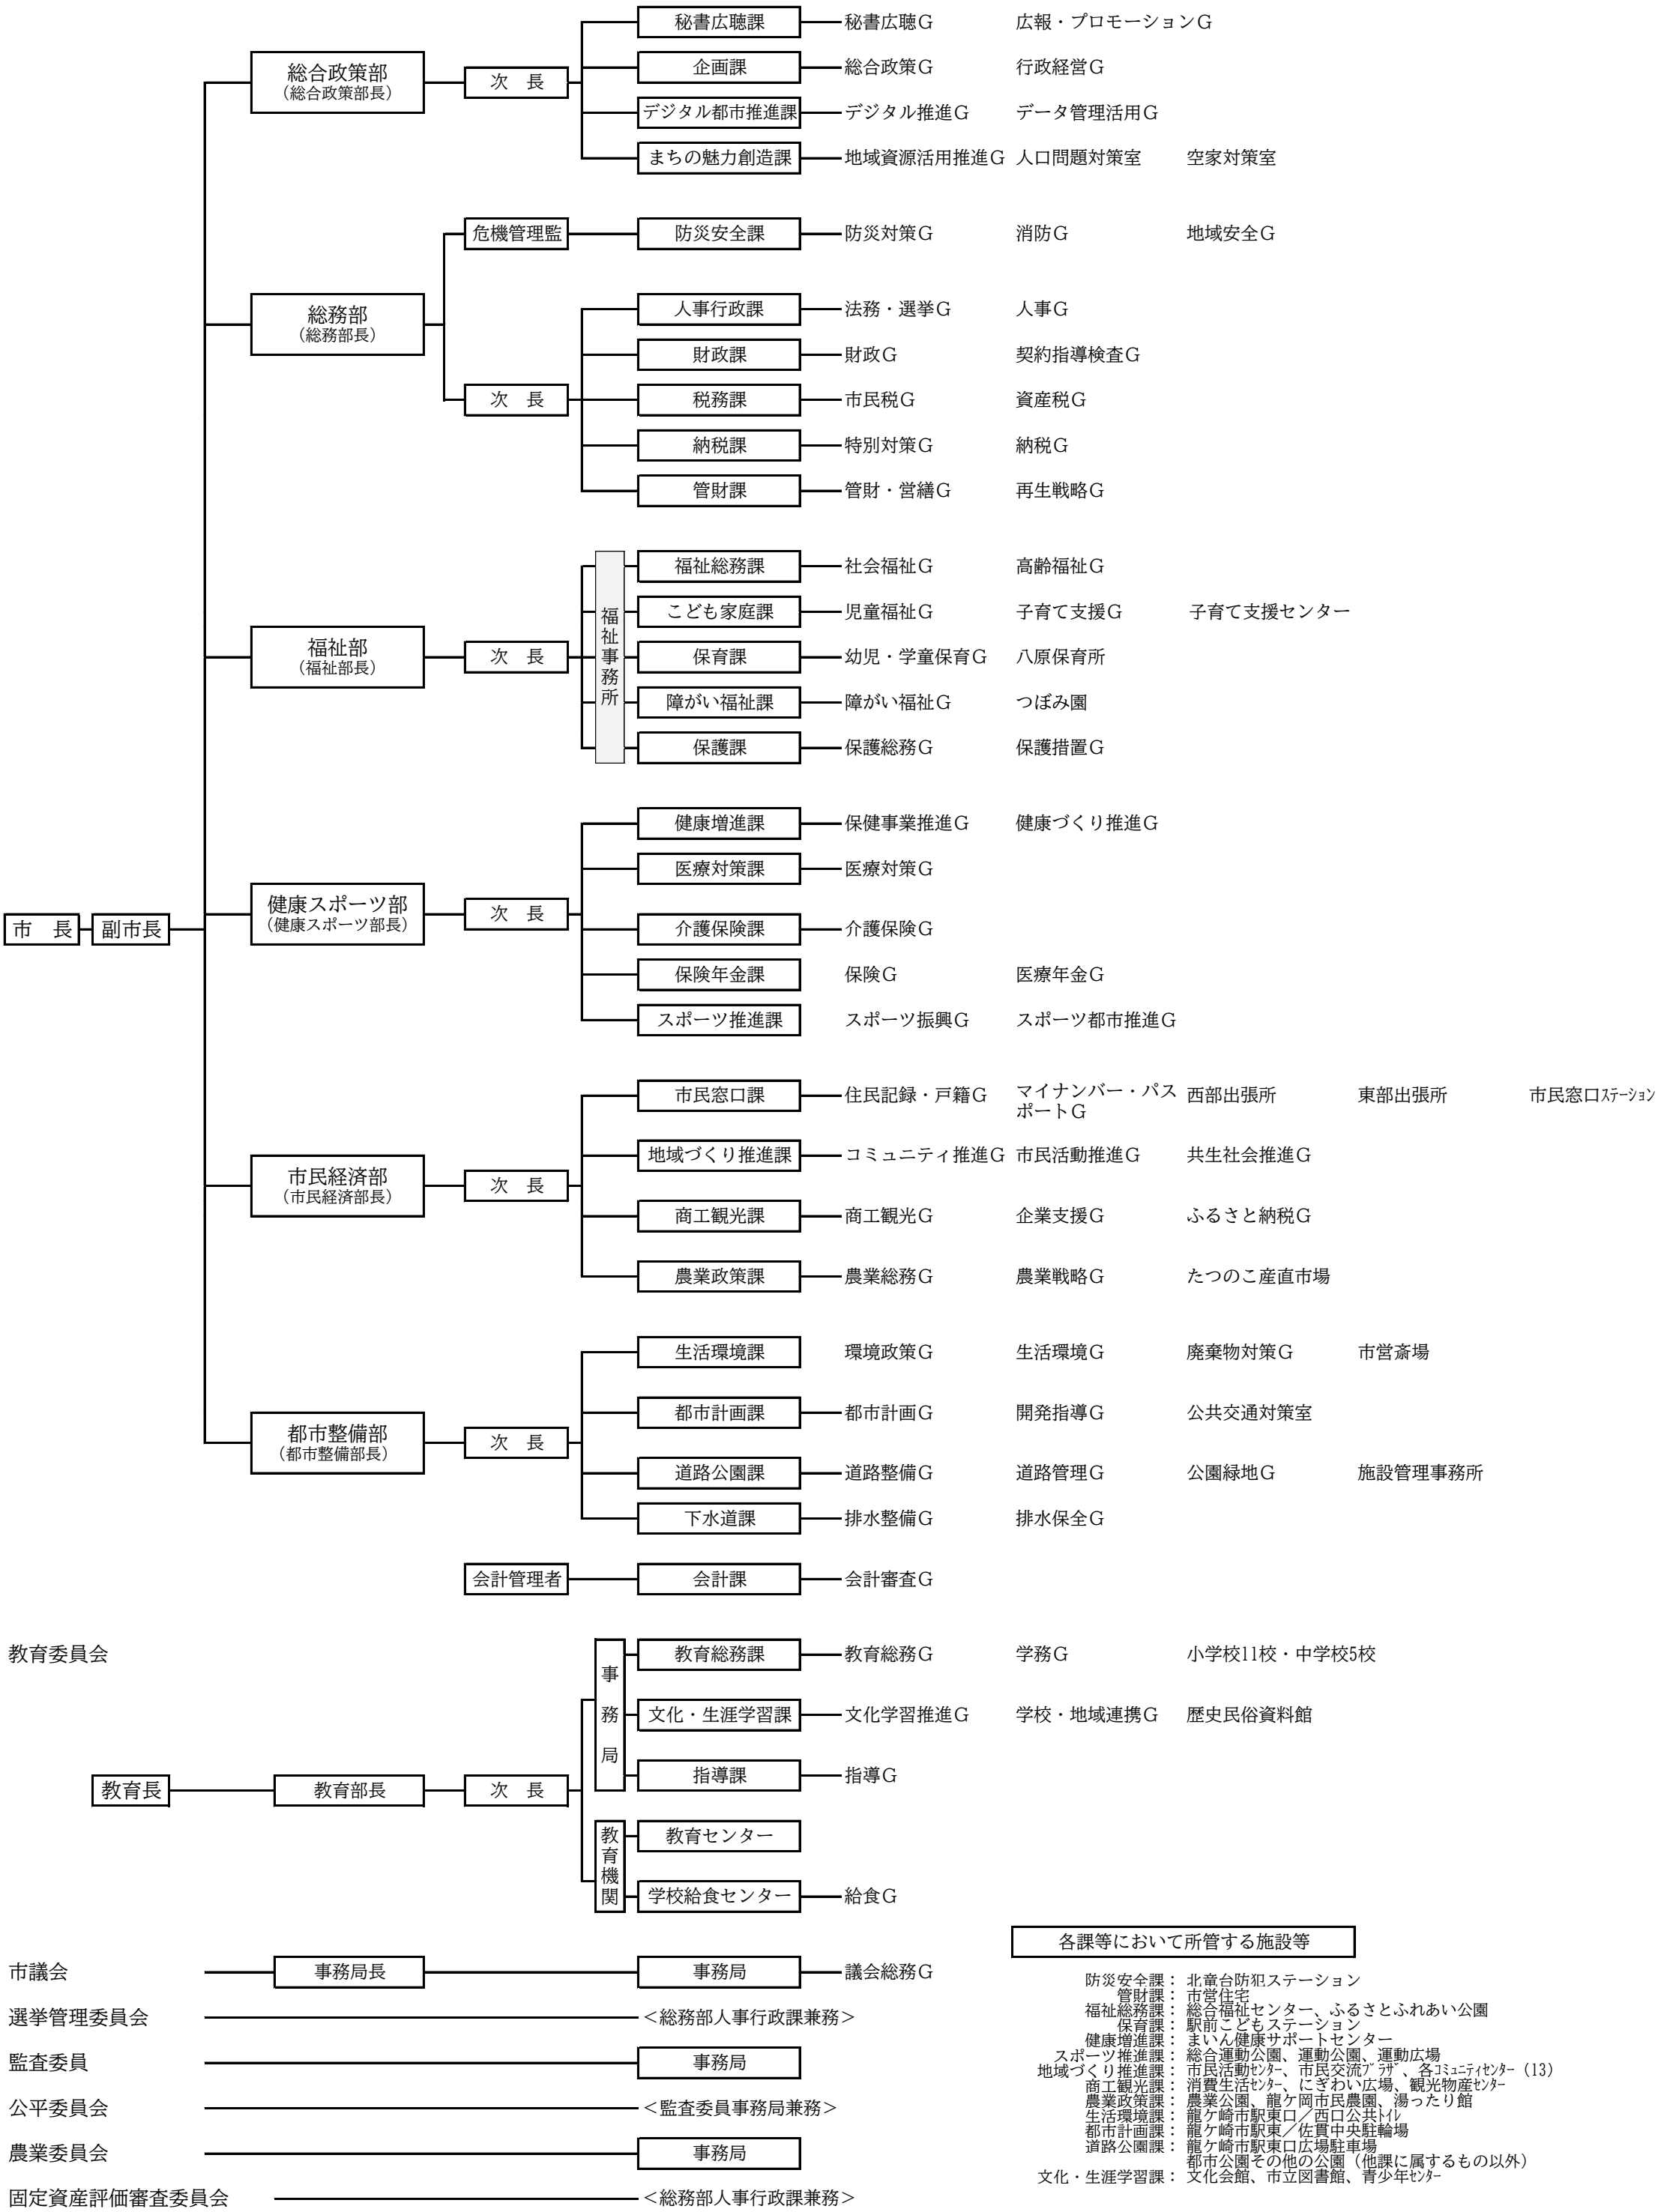 秘書広聴課 秘書広聴G 広報・プロモーションG
総合政策部
（総合政策部長）
次　長
企画課 総合政策G 行政経営G
デジタル都市推進課 デジタル推進G データ管理活用G
まちの魅力創造課 地域資源活用推進G 人口問題対策室 空家対策室
危機管理監 防災安全課 防災対策G 消防G 地域安全G
総務部
（総務部長）
人事行政課 法務・選挙G 人事G
財政課 財政G 契約指導検査G
次　長 税務課 市民税G 資産税G
納税課 特別対策G 納税G
管財課 管財・営繕G 再生戦略G
福祉部
（福祉部長）
次　長
福祉事務所
福祉総務課 社会福祉G 高齢福祉G
こども家庭課 児童福祉G 子育て支援G 子育て支援センター
保育課 幼児・学童保育G 八原保育所
障がい福祉課 障がい福祉G つぼみ園
保護課 保護総務G 保護措置G
市　長 副市長
健康スポーツ部
（健康スポーツ部長）
次　長
健康増進課 保健事業推進G 健康づくり推進G
医療対策課 医療対策G
介護保険課 介護保険G
保険年金課 保険G 医療年金G
スポーツ推進課 スポーツ振興G スポーツ都市推進G
市民経済部
（市民経済部長）
次　長
市民窓口課 住民記録・戸籍G マイナンバー・パス
ポートG 西部出張所 東部出張所 市民窓口ｽﾃｰｼｮﾝ
地域づくり推進課 コミュニティ推進G 市民活動推進G 共生社会推進G
商工観光課 商工観光G 企業支援G ふるさと納税G
農業政策課 農業総務G 農業戦略G たつのこ産直市場
都市整備部
（都市整備部長）
次　長
生活環境課 環境政策G 生活環境G 廃棄物対策G 市営斎場
都市計画課 都市計画G 開発指導G 公共交通対策室
道路公園課 道路整備G 道路管理G 公園緑地G 施設管理事務所
下水道課 排水整備G 排水保全G
会計管理者 会計課 会計審査G
教育委員会
教育長 教育部長 次　長
事務局
教育総務課 教育総務G 学務G 小学校11校・中学校5校
文化・生涯学習課 文化学習推進G 学校・地域連携G 歴史民俗資料館
指導課 指導G
教育機関
教育センター
学校給食センター 給食G
市議会 事務局長 事務局 議会総務G
選挙管理委員会 ＜総務部人事行政課兼務＞
監査委員 事務局
公平委員会 ＜監査委員事務局兼務＞
農業委員会 事務局
固定資産評価審査委員会 ＜総務部人事行政課兼務＞
各課等において所管する施設等
防災安全課： 北竜台防犯ステーション
管財課： 市営住宅
福祉総務課： 総合福祉センター、ふるさとふれあい公園
保育課： 駅前こどもステーション
健康増進課： まいん健康サポートセンター
スポーツ推進課： 総合運動公園、運動公園、運動広場
地域づくり推進課： 市民活動ｾﾝﾀｰ、市民交流ﾌﾟﾗｻﾞ、各ｺﾐｭﾆﾃｨｾﾝﾀｰ（13）
商工観光課： 消費生活ｾﾝﾀｰ、にぎわい広場、観光物産ｾﾝﾀｰ
農業政策課： 農業公園、龍ケ岡市民農園、湯ったり館
生活環境課： 龍ケ崎市駅東口／西口公共ﾄｲﾚ
都市計画課： 龍ケ崎市駅東／佐貫中央駐輪場
道路公園課： 龍ケ崎市駅東口広場駐車場
都市公園その他の公園（他課に属するもの以外）
文化・生涯学習課： 文化会館、市立図書館、青少年ｾﾝﾀｰ